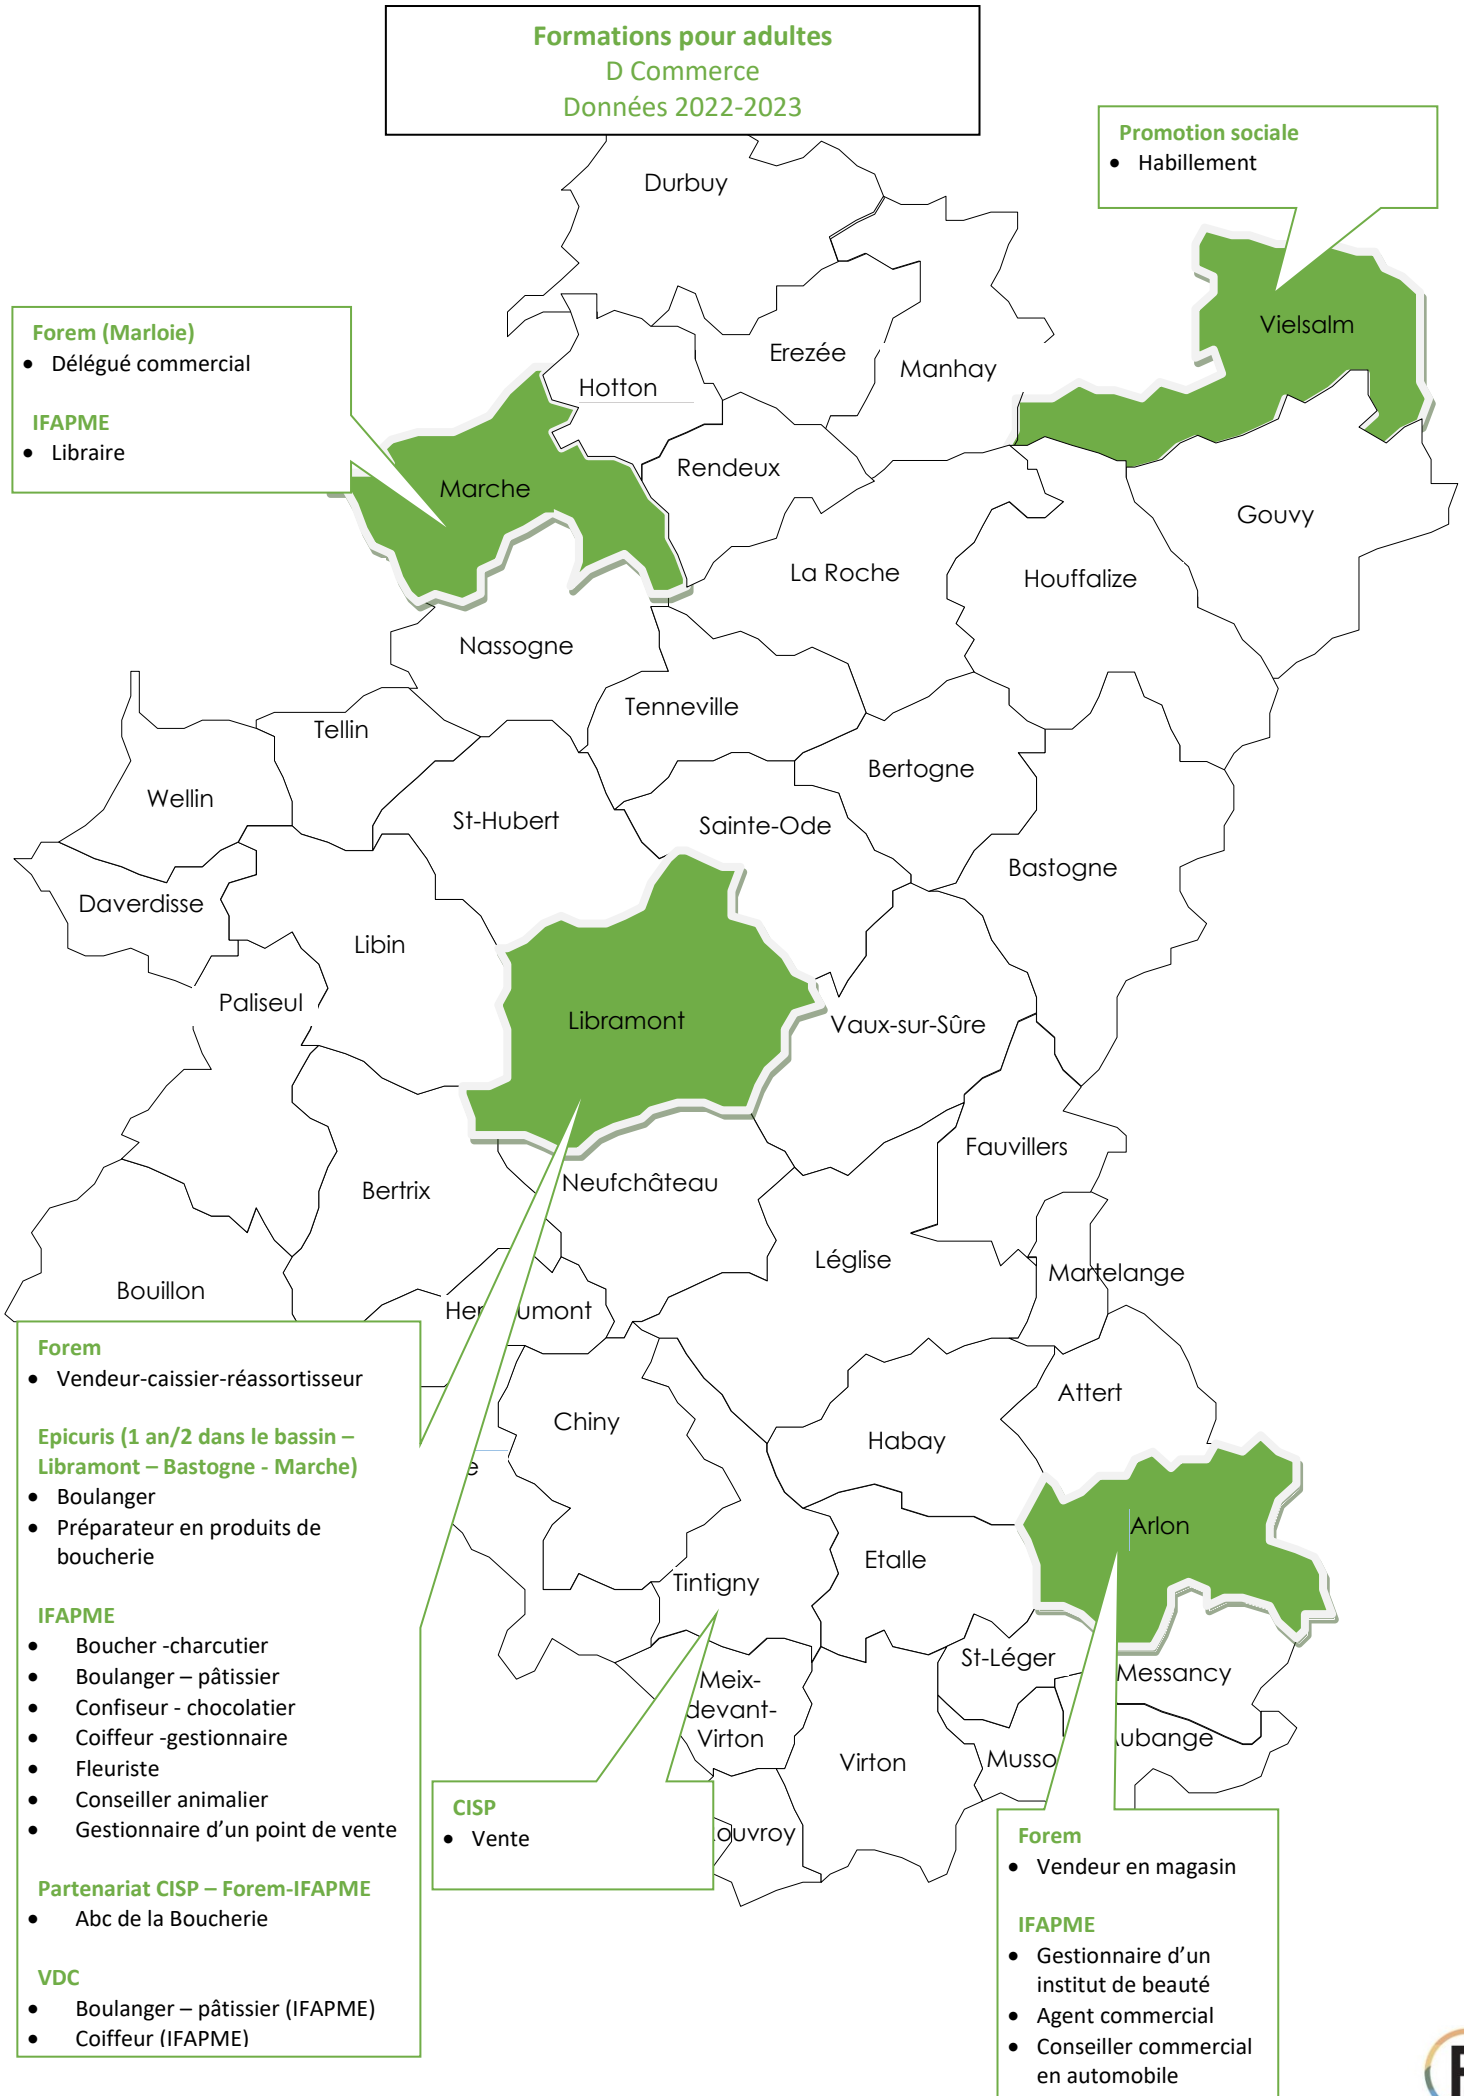 Formations pour adultes
D Commerce
Données 2022-2023
Promotion sociale
• Habillement
Durbuy
Vielsalm
Forem (Marloie)
• Délégué commercial
IFAPME
• Libraire
Erezée
Manhay
Hotton
Rendeux
Marche
Gouvy
La Roche
Houffalize
Nassogne
Tenneville
Tellin
Bertogne
Wellin
St-Hubert
Sainte-Ode
Bastogne
Daverdisse
Libin
Paliseul
Libramont
Vaux-sur-Sûre
Fauvillers
Bertrix
Neufchâteau
Léglise
Martelange
Bouillon
Her umont
Attert
Chiny
Habay
e
Arlon
Etalle
Tintigny
St-Léger
Messancy
Meix-
devant-
Virton
Virton
Musso
ubange
ouvroy
Forem
• Vendeur-caissier-réassortisseur
Epicuris (1 an/2 dans le bassin –
Libramont – Bastogne - Marche)
• Boulanger
• Préparateur en produits de
boucherie
IFAPME
• Boucher -charcutier
• Boulanger – pâtissier
• Confiseur - chocolatier
• Coiffeur -gestionnaire
• Fleuriste
• Conseiller animalier
• Gestionnaire d’un point de vente
Partenariat CISP – Forem-IFAPME
• Abc de la Boucherie
VDC
• Boulanger – pâtissier (IFAPME)
• Coiffeur (IFAPME)
CISP
• Vente
Forem
• Vendeur en magasin
IFAPME
• Gestionnaire d’un
institut de beauté
• Agent commercial
• Conseiller commercial
en automobile